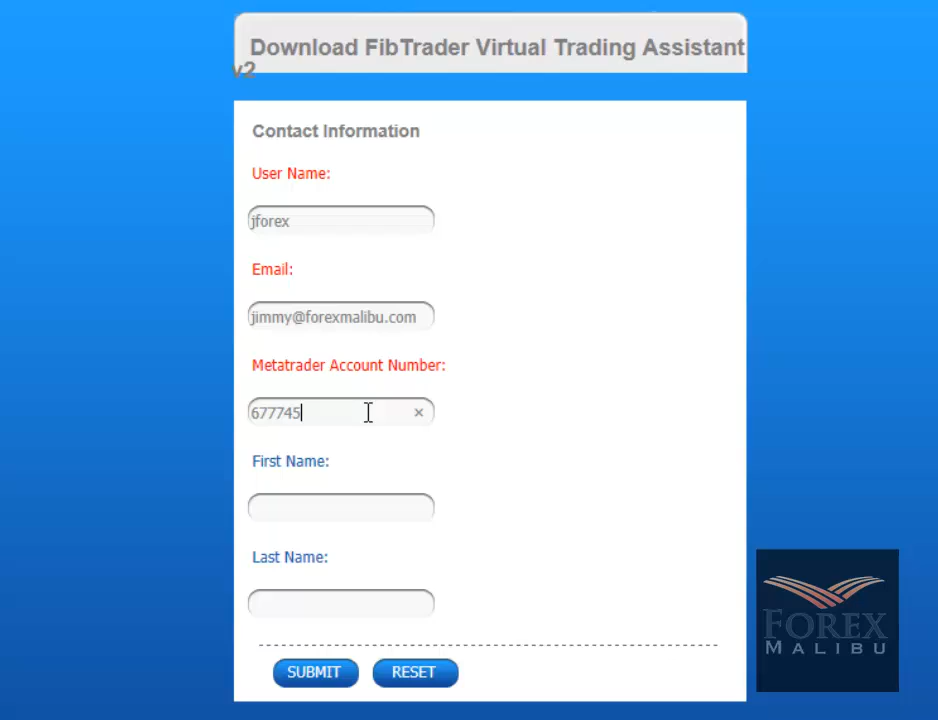 Download FibTrader Virtual Trading Assistant
v2
Contact Information
User Name:
jforex
Email:
jimmy@forexmalibu.com
Metatrader Account Number:
677745
First Name:
Last Name:
SUBMIT RESET
FOREX
MALIBU